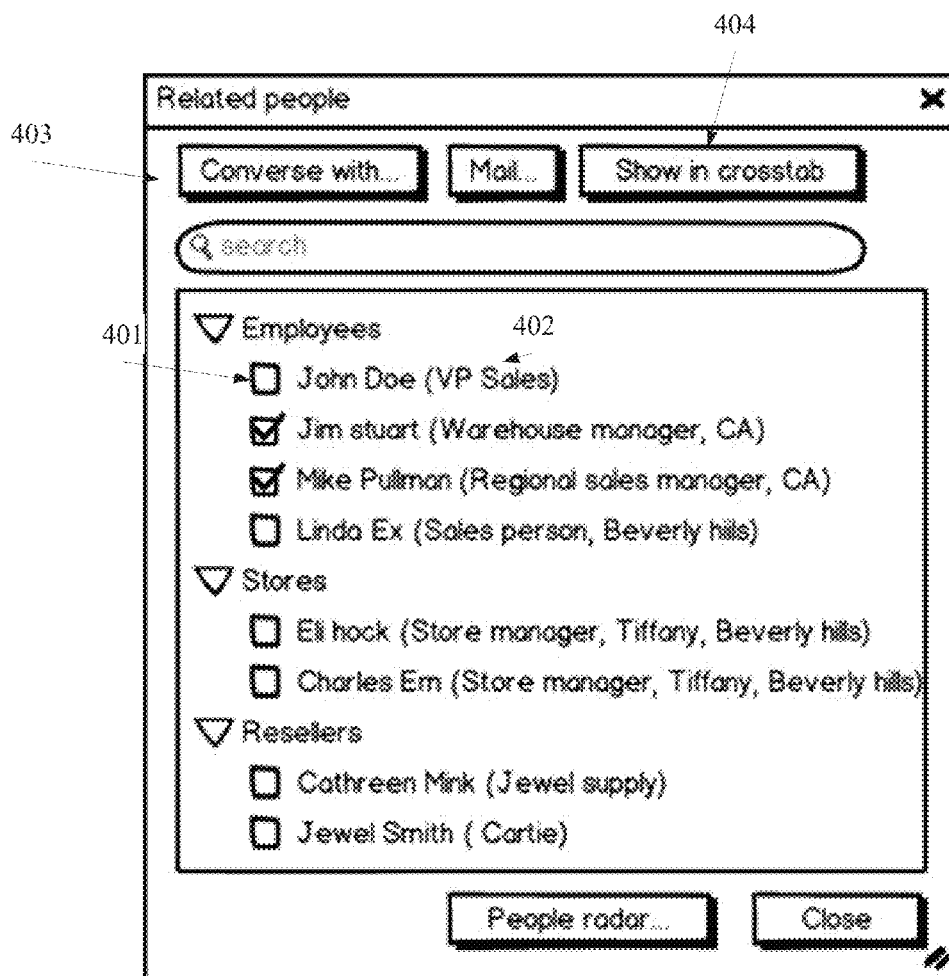 404
Related people
403
Converse with... Mail... Show in crosstab
search
Employees
401 402
John Doe (VP Sales)
Jim stuart (Warehouse manager, CA)
Mike Pullman (Regional sales manager, CA)
Linda Ex (Sales person, Beverly hills)
Stores
Eli hock (Store manager, Tiffany, Beverly hills)
Charles Em (Store manager, Tiffany, Beverly hills)
Resellers
Cathreen Mink (Jewel supply)
Jewel Smith ( Cartie)
People radar... Close